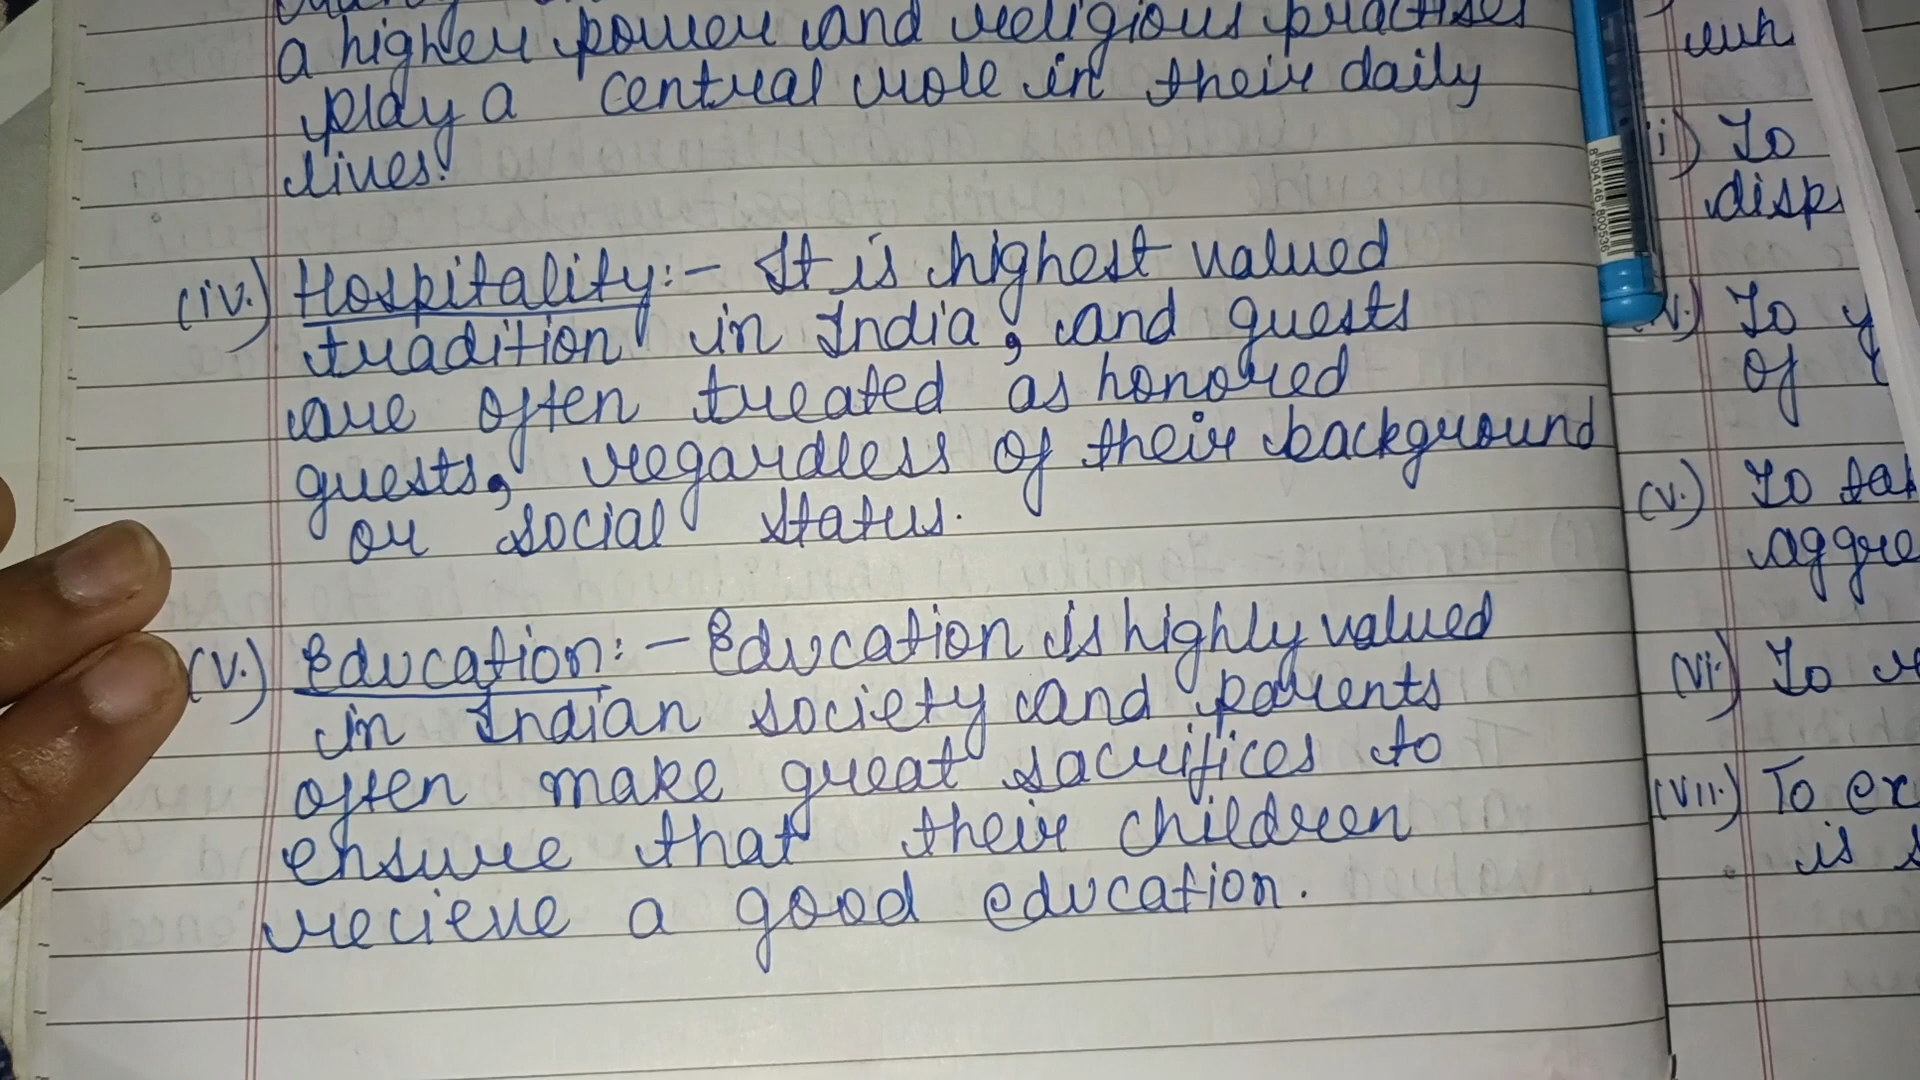 a higher power and religious practises
play a central role in their daily
lives.
(iv.) Hospitality:- It is highest valued
tradition in India, and guests
are often treated as honored
guests, regardless of their background
or social status.
(v.) Education:- Education is highly valued
in Indian society and parents
often make great sacrifices to
ensure that their children
recieve a good education.
8 904146 800536
To
disp
To
of
(v.) To
aggre
(vi.) To
(vii.) To ex
is